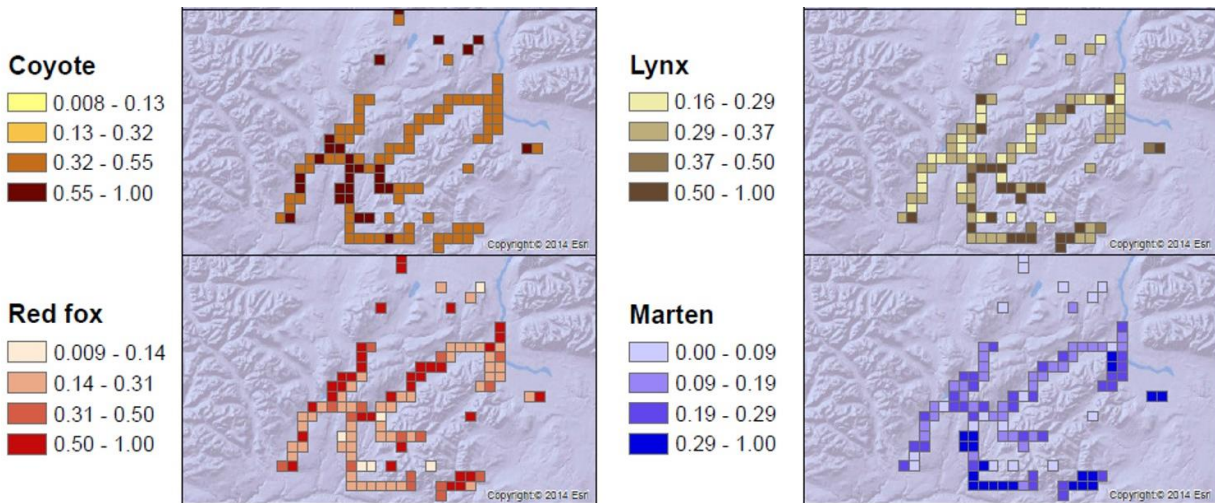 Coyote
0.008 - 0.13
0.13 - 0.32
0.32 - 0.55
0.55 - 1.00
Copyright:© 2014 Esri
Lynx
0.16 - 0.29
0.29 - 0.37
0.37 - 0.50
0.50 - 1.00
Copyright:© 2014 Esri
Red fox
0.009 - 0.14
0.14 - 0.31
0.31 - 0.50
0.50 - 1.00
Copyright:© 2014 Esri
Marten
0.00 - 0.09
0.09 - 0.19
0.19 - 0.29
0.29 - 1.00
Copyright:© 2014 Esri